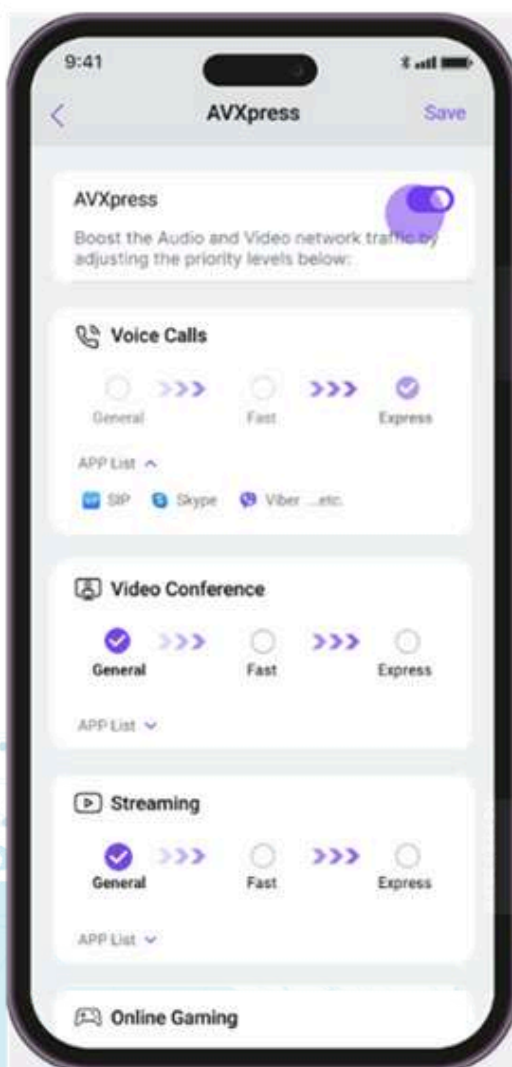 9:41
AVXpress
Save
AVXpress
Boost the Audio and Video network traffic by
adjusting the priority levels below:
Voice Calls
General
Fast
Express
APP List
SIP Skype Viber ...etc.
Video Conference
General
Fast
Express
APP List
Streaming
General
Fast
Express
APP List
Online Gaming